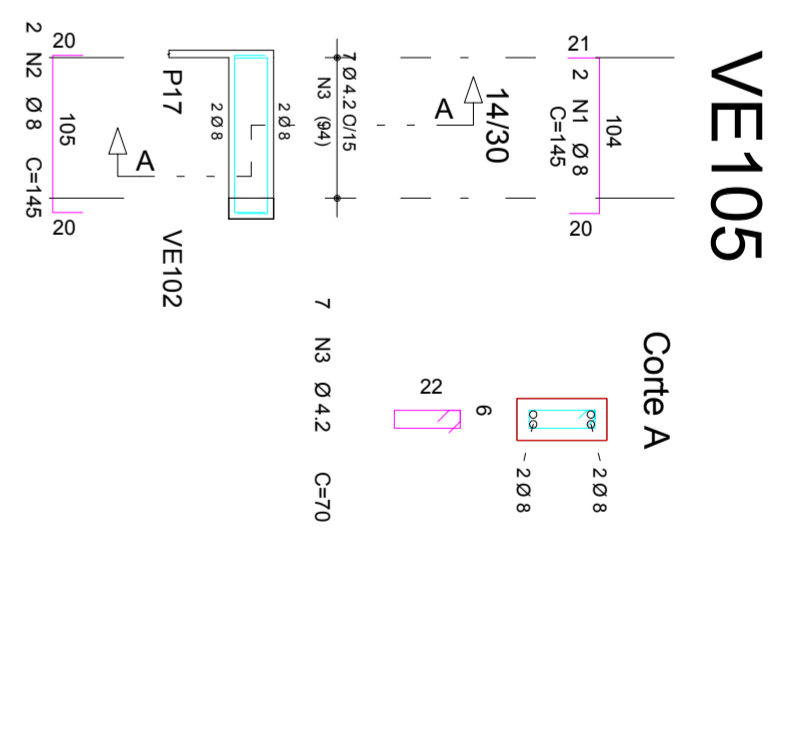 VE105
21
2 N1 Ø 8
C=145
104
20
14/30
A
7 Ø 4.2 C/15
N3 (94)
2 Ø 8
2 Ø 8
P17
VE102
A
20
105
20
2 N2 Ø 8 C=145
Corte A
2 Ø 8
2 Ø 8
22
6
7 N3 Ø 4.2 C=70